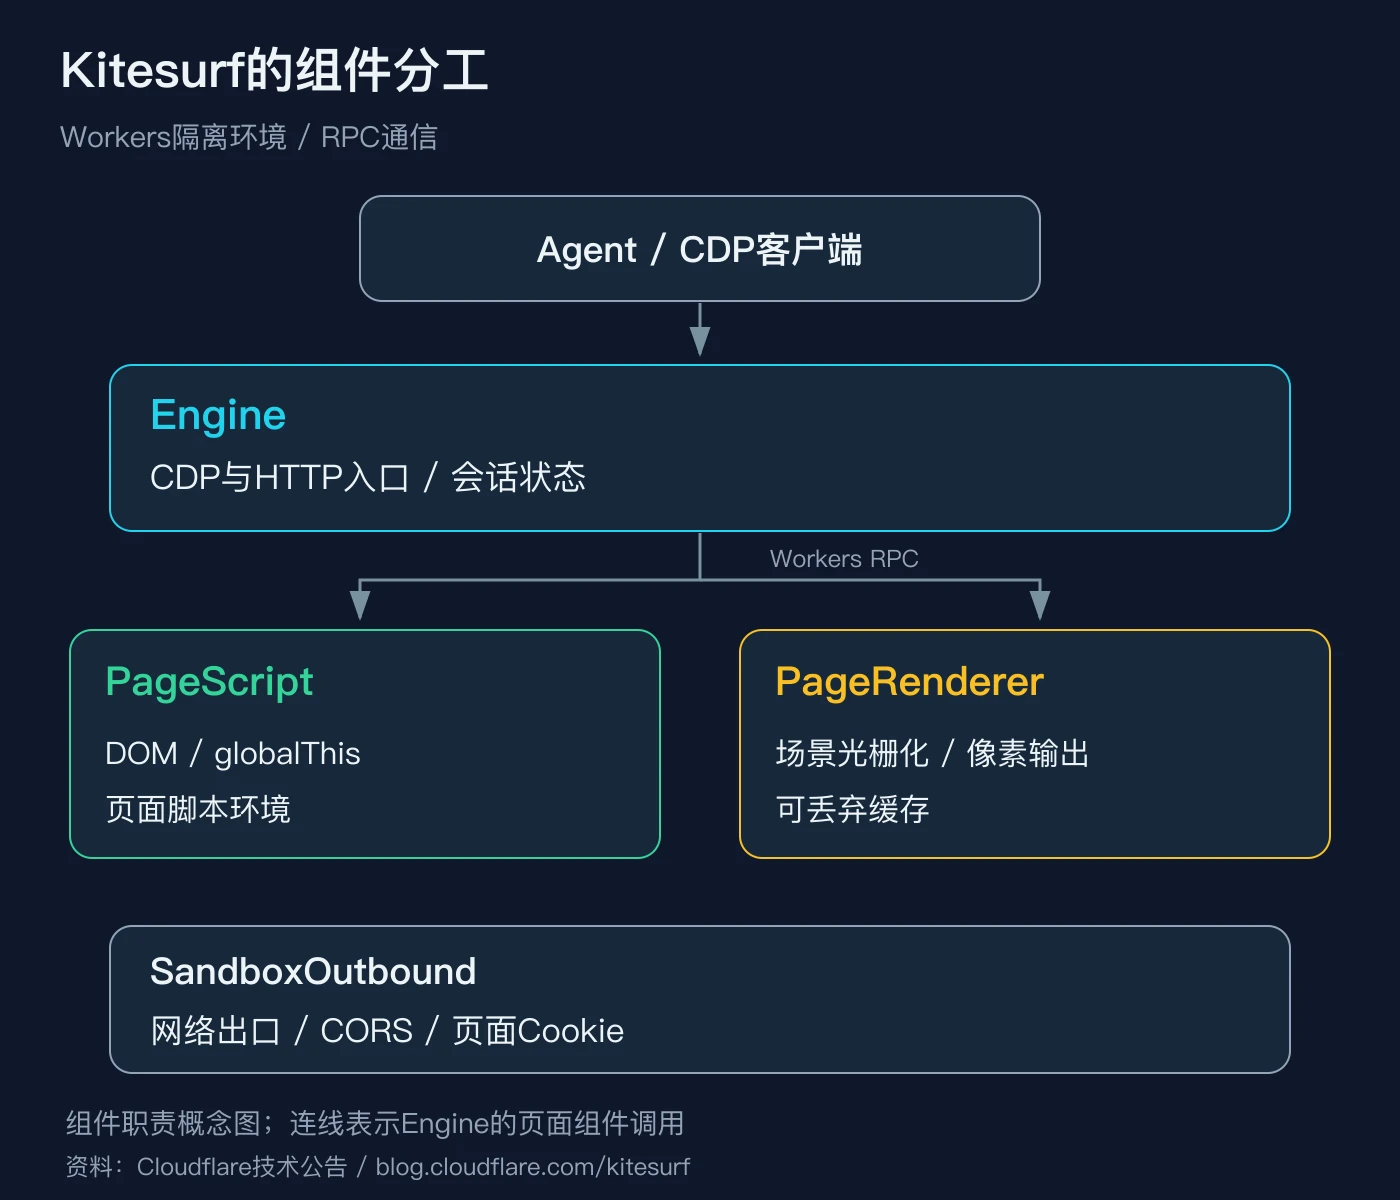 Kitesurf的组件分工
Workers隔离环境 / RPC通信
Agent / CDP客户端
Engine
CDP与HTTP入口 / 会话状态
Workers RPC
PageScript
DOM / globalThis
页面脚本环境
PageRenderer
场景光栅化 / 像素输出
可丢弃缓存
SandboxOutbound
网络出口 / CORS / 页面Cookie
组件职责概念图；连线表示Engine的页面组件调用
资料：Cloudflare技术公告 / blog.cloudflare.com/kitesurf